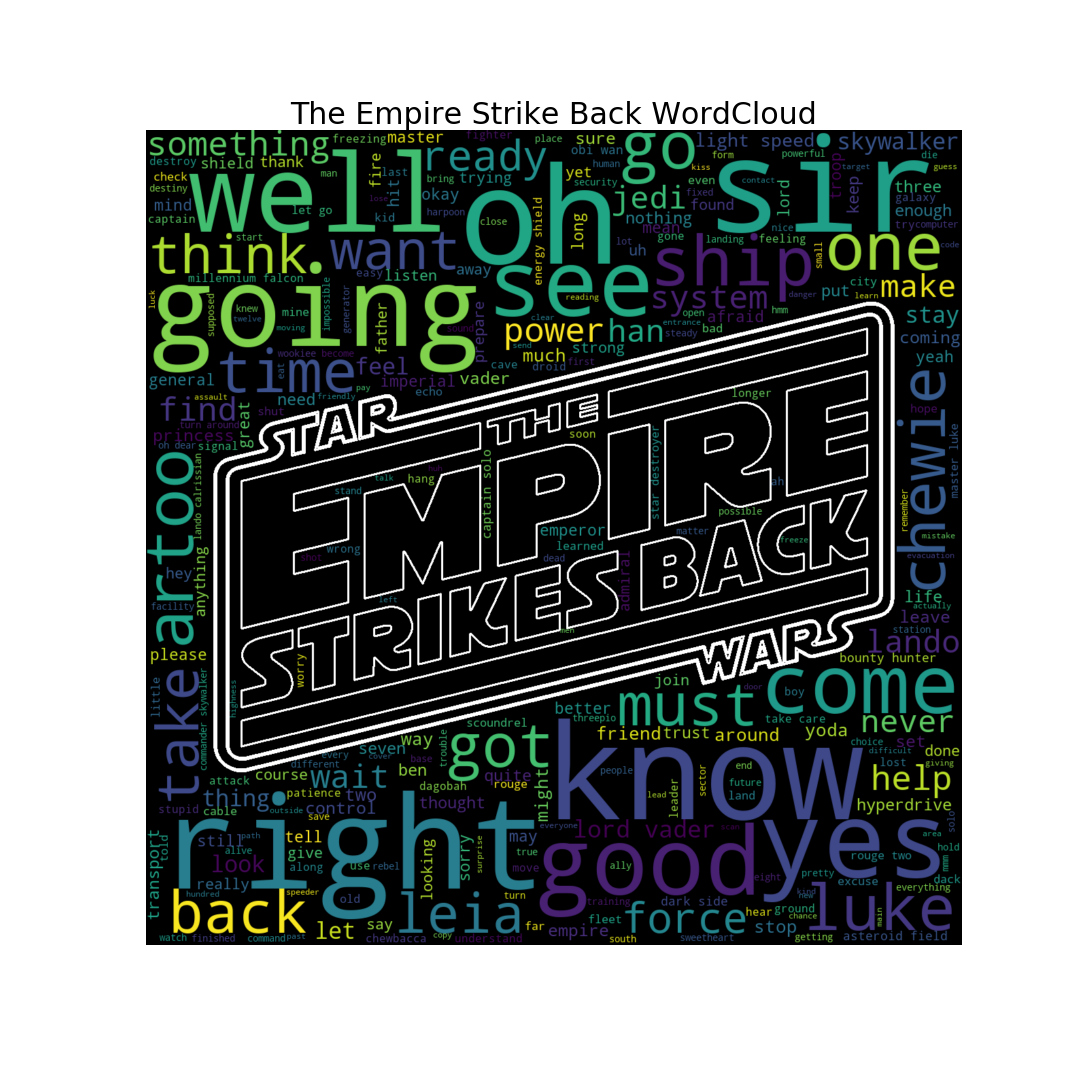 The Empire Strike Back WordCloud
something freezing master fighter place sure go light speed skywalker
destroy shield thank fire last ready obi wan form powerful troop die
check man well hit bring trying human kiss sir target guess
destiny lose okay yet security even jedi contact lord keep three galaxy
mind let go kid harpoon oh close energy shield long fixed found enough
captain nothing nice trycomputer
start think want mean gone landing feeling one code
millennium falcon easy listen away see uh lot ship small city
luck going supposed knew mine impossible generator father reading system danger put learn make
twelve moving prepare sound power han open afraid hmm stay
send clear strong entrance steady bad coming
wookiee become time feel much first yeah
general eat pay imperial vader cave droid
assault need friendly echo longer chewie hope
find shut great
turn around STAR THE
princess soon
oh dear signal master luke
artoo lando calrissian talk huh hang captain solo star destroyer ah
stand EMPIRE possible remember
emperor matter freeze mistake
shot wrong learned evacuation
hey anything dead admiral
facility left STRIKES BACK life actually
men leave
station
please worry WARS lando
bounty hunter
take little commander skywalker highness join door boy come
better must take care
scoundrel threepio never
way trouble friend trust around yoda set
every cover seven got know choice difficult done
different base end lost giving
attack course ben quite people help
stupid patience wait dagobah rouge might lead leader sector future land hyperdrive
thing cable two control thought
outside save everyone lord vader scan solo
transport told still path right tell may good yes area
alive true hold
look give looking sorry surprise rouge two mmm
along use rebel move ally eight pretty excuse dack
really kind everything
hundred speeder old turn training dark side new
back leia force hear ground chance luke main
let say far fleet stop
watch finished command past chewbacca copy understand empire south sweetheart getting asteroid field